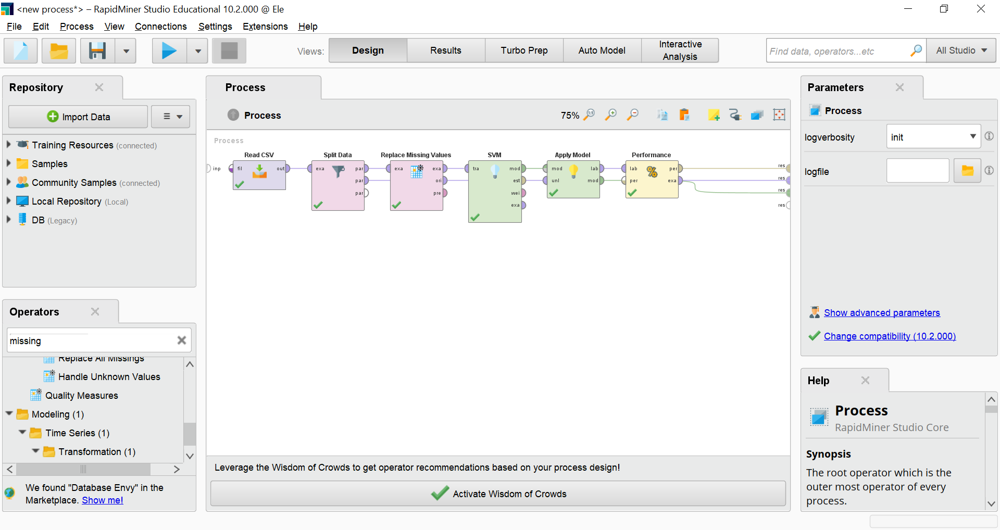 <new process*> – RapidMiner Studio Educational 10.2.000 @ Ele
File Edit Process View Connections Settings Extensions Help
Views: Design Results Turbo Prep Auto Model Interactive Analysis
Find data, operators...etc
All Studio
Repository
Import Data
Training Resources (connected)
Samples
Community Samples (connected)
Local Repository (Local)
DB (Legacy)
Operators
missing
Replace All Missings
Handle Unknown Values
Quality Measures
Modeling (1)
Time Series (1)
Transformation (1)
We found "Database Envy" in the
Marketplace. Show me!
Process
Process
75%
1:1
Process
inp
Read CSV
fil out
Split Data
exa par
par
par
Replace Missing Values
exa exa
ori
pre
SVM
tra mod
est
wei
exa
Apply Model
mod lab
unl mod
Performance
lab per
per exa
res
res
res
res
Leverage the Wisdom of Crowds to get operator recommendations based on your process design!
Activate Wisdom of Crowds
Parameters
Process
logverbosity init
logfile
Show advanced parameters
Change compatibility (10.2.000)
Help
Process
RapidMiner Studio Core
Synopsis
The root operator which is the
outer most operator of every
process.